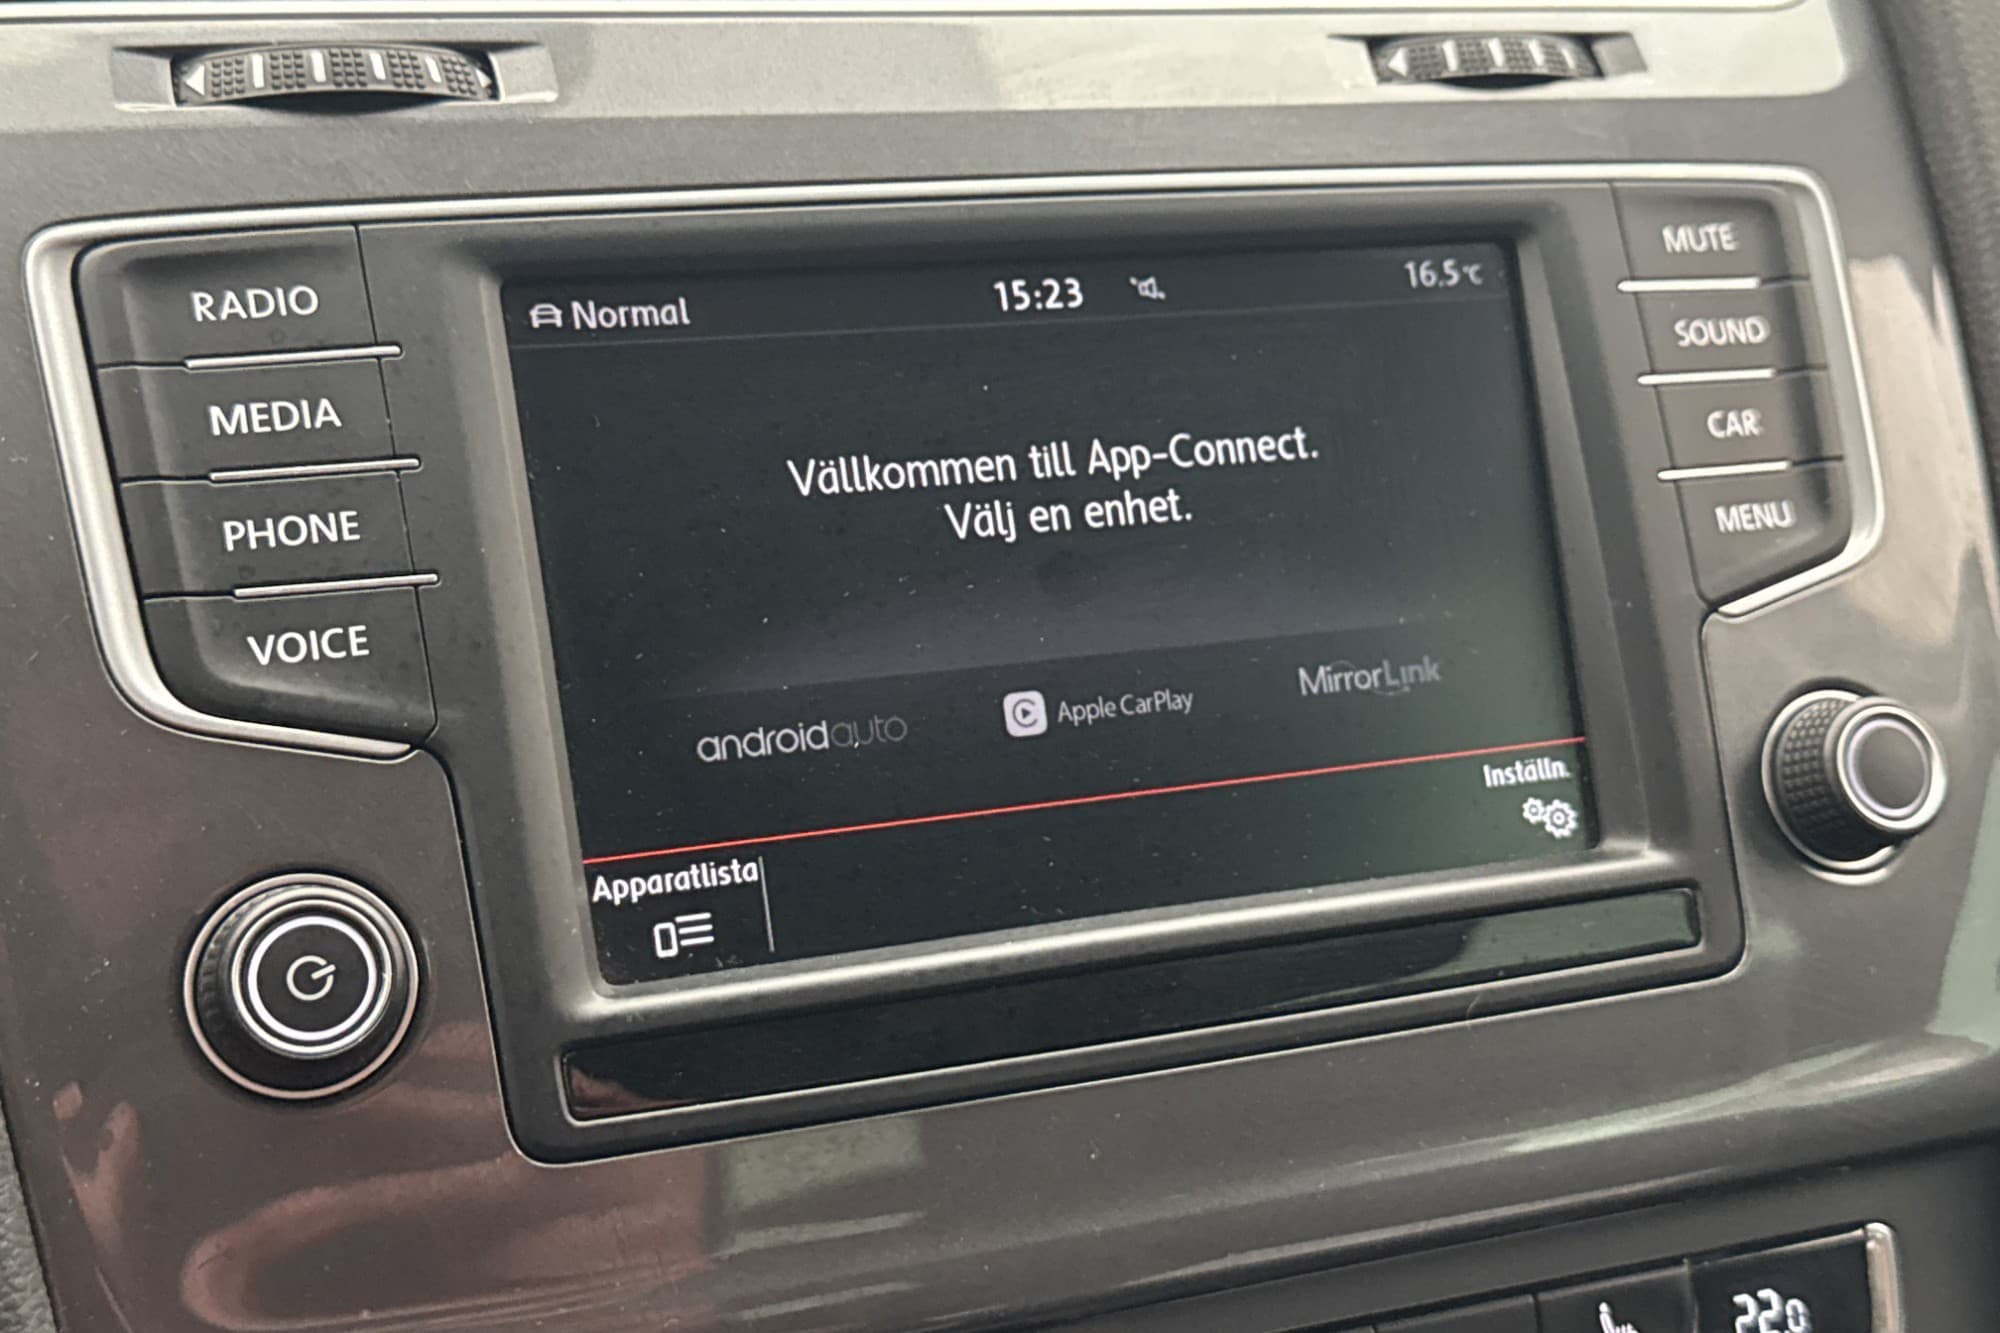 RADIO
MEDIA
PHONE
VOICE
Normal
15:23
16.5°C
Vällkommen till App-Connect.
Välj en enhet.
androidauto
Apple CarPlay
MirrorLink
Apparatlista
Inställn.
MUTE
SOUND
CAR
MENU
22.0